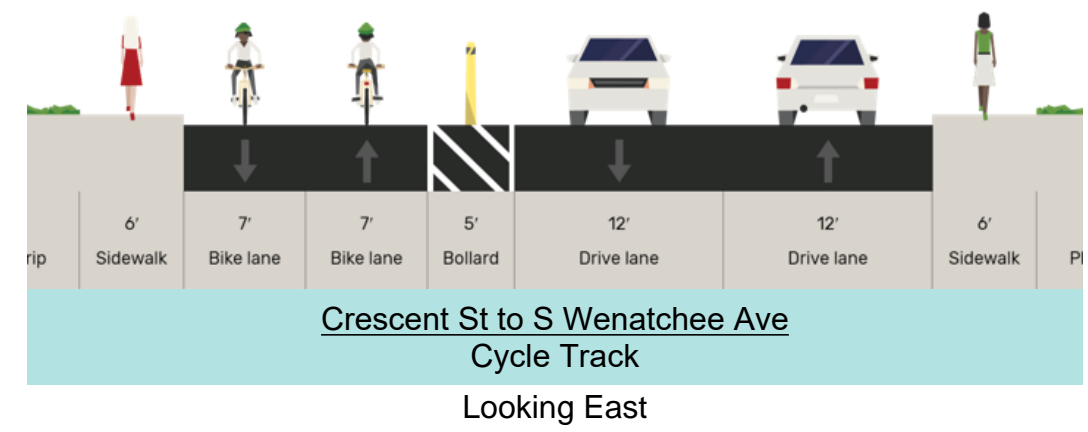 6′ 7′ 7′ 5′ 12′ 12′ 6′
rip Sidewalk Bike lane Bike lane Bollard Drive lane Drive lane Sidewalk Pl
Crescent St to S Wenatchee Ave
Cycle Track
Looking East